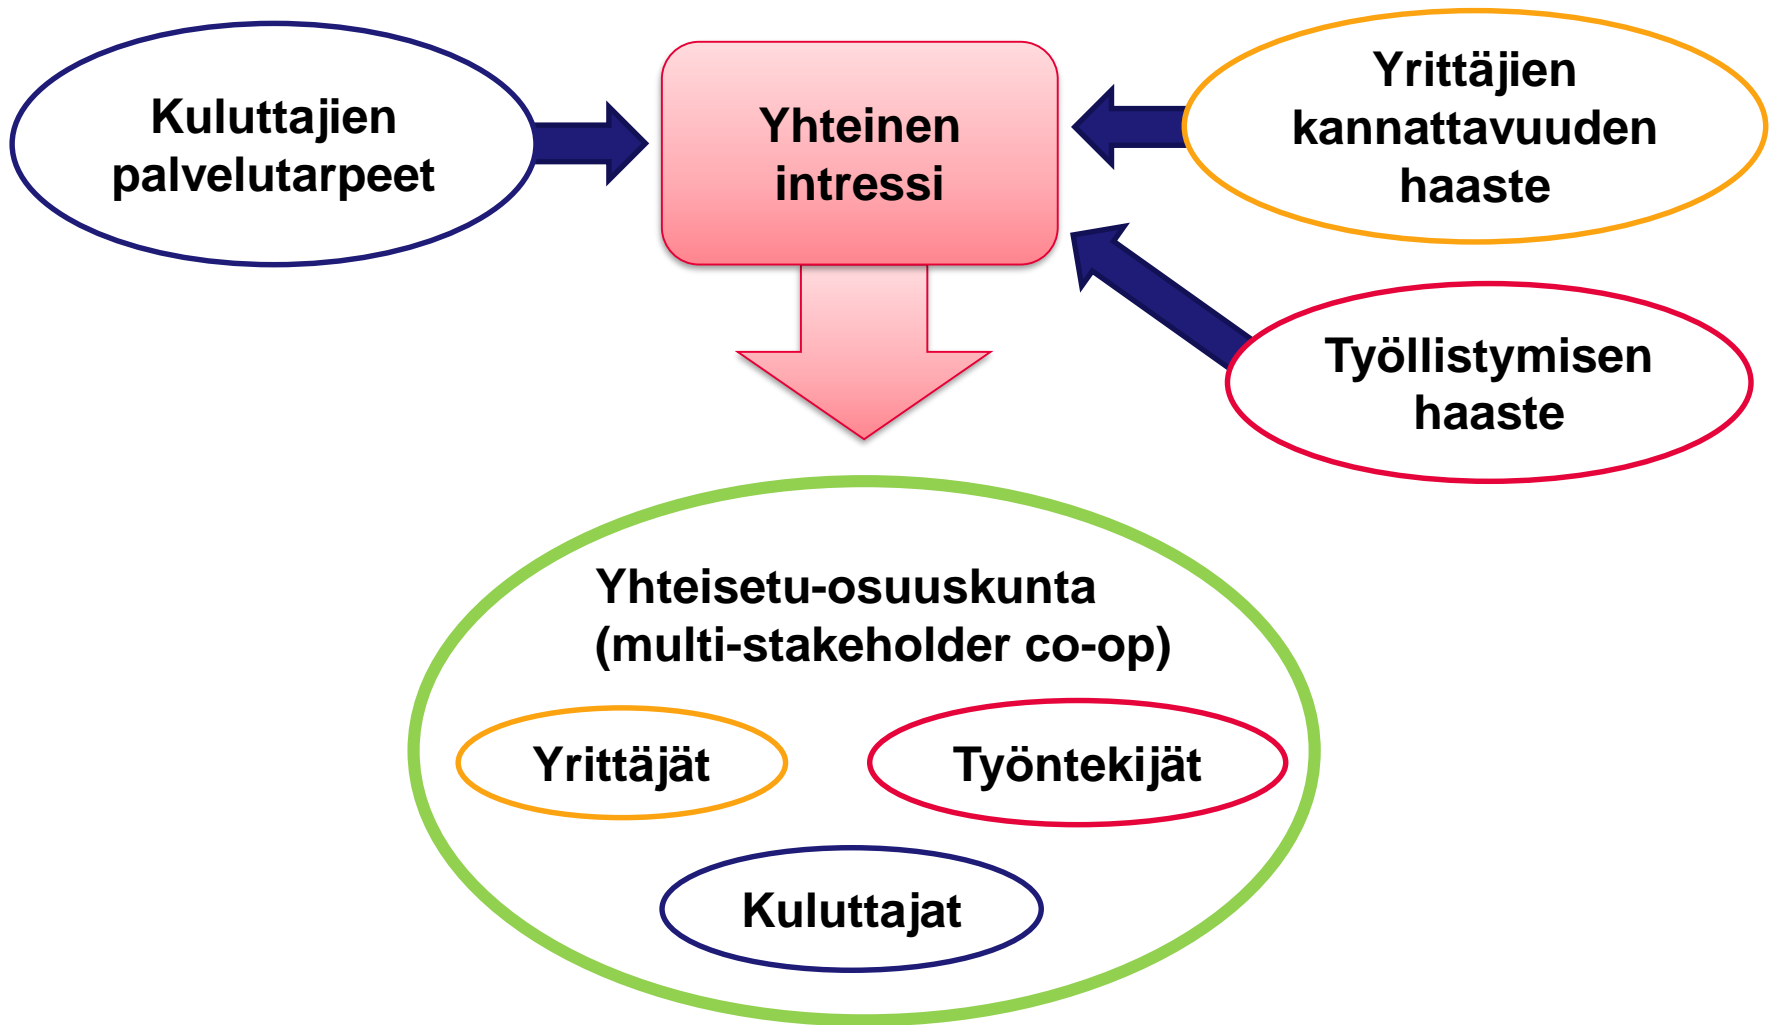 Kuluttajien
palvelutarpeet
Yhteinen
intressi
Yrittäjien
kannattavuuden
haaste
Työllistymisen
haaste
Yhteisetu-osuuskunta
(multi-stakeholder co-op)
Yrittäjät
Työntekijät
Kuluttajat